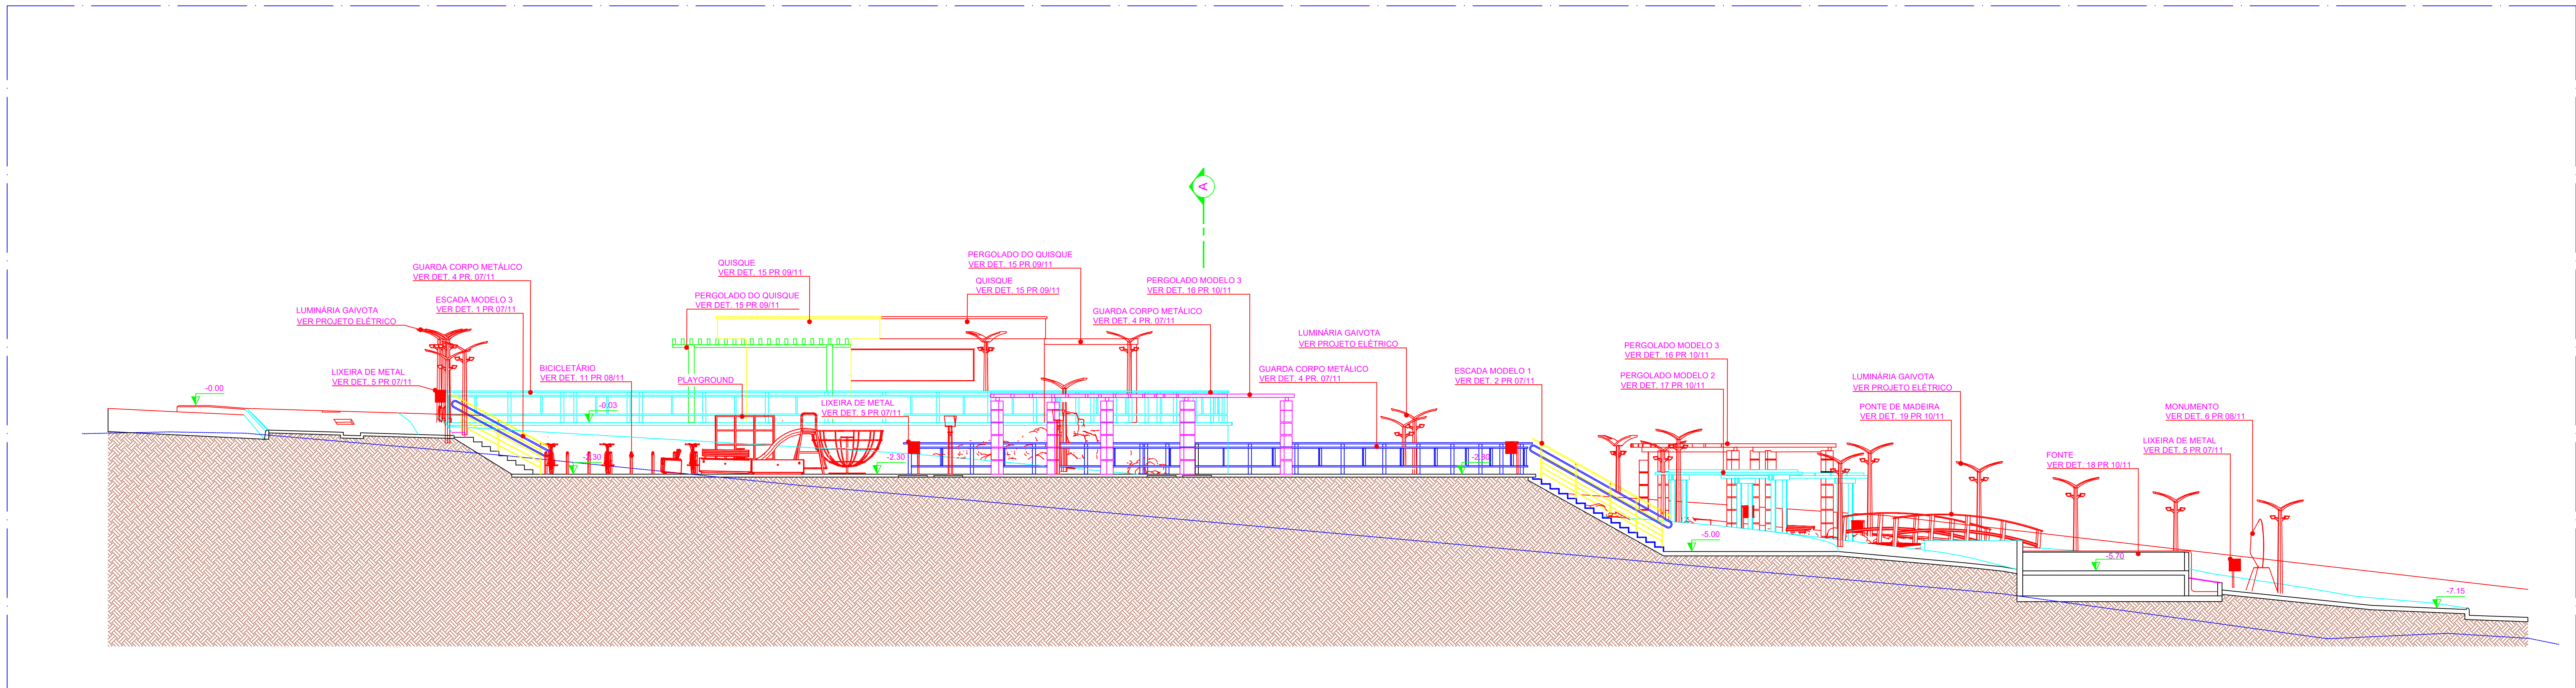 A
GUARDA CORPO METÁLICO
VER DET. 4 PR. 07/11
ESCADA MODELO 3
VER DET. 1 PR 07/11
LUMINÁRIA GAIVOTA
VER PROJETO ELÉTRICO
LIXEIRA DE METAL
VER DET. 5 PR 07/11
BICICLETÁRIO
VER DET. 11 PR 08/11
QUISQUE
VER DET. 15 PR 09/11
PERGOLADO DO QUISQUE
VER DET. 15 PR 09/11
PLAYGROUND
LIXEIRA DE METAL
VER DET. 5 PR 07/11
PERGOLADO DO QUISQUE
VER DET. 15 PR 09/11
QUISQUE
VER DET. 15 PR 09/11
PERGOLADO MODELO 3
VER DET. 16 PR 10/11
GUARDA CORPO METÁLICO
VER DET. 4 PR. 07/11
LUMINÁRIA GAIVOTA
VER PROJETO ELÉTRICO
GUARDA CORPO METÁLICO
VER DET. 4 PR. 07/11
ESCADA MODELO 1
VER DET. 2 PR 07/11
PERGOLADO MODELO 3
VER DET. 16 PR 10/11
PERGOLADO MODELO 2
VER DET. 17 PR 10/11
LUMINÁRIA GAIVOTA
VER PROJETO ELÉTRICO
PONTE DE MADEIRA
VER DET. 19 PR 10/11
FONTE
VER DET. 18 PR 10/11
MONUMENTO
VER DET. 6 PR 08/11
LIXEIRA DE METAL
VER DET. 5 PR 07/11
-0.00
-0.03
-2.30
-2.30
-2.30
-5.00
-5.70
-7.15